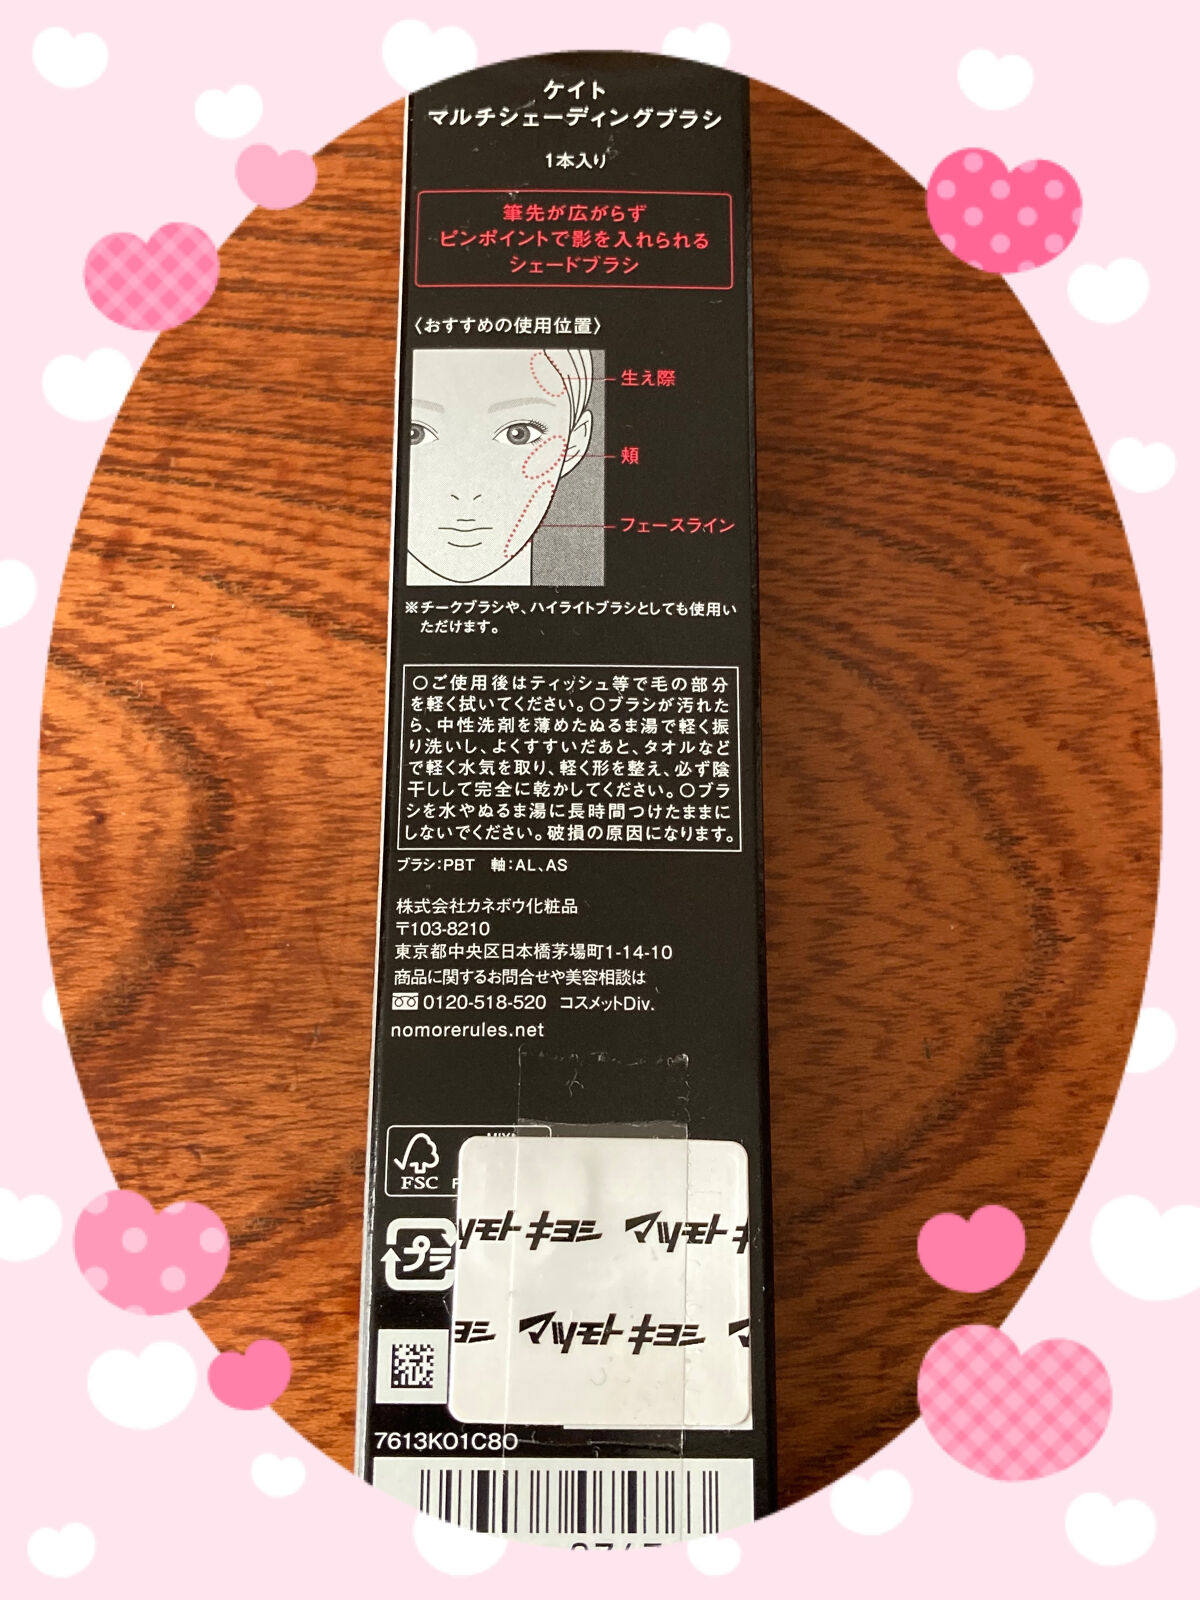 ケイト
マルチシェーディングブラシ
1本入り
筆先が広がらず
ピンポイントで影を入れられる
シェードブラシ
〈おすすめの使用位置〉
生え際
頬
フェースライン
※チークブラシや、ハイライトブラシとしても使用い
ただけます。
○ご使用後はティッシュ等で毛の部分
を軽く拭いてください。○ブラシが汚れた
ら、中性洗剤を薄めたぬるま湯で軽く振
り洗いし、よくすすいだあと、タオルなど
で軽く水気を取り、軽く形を整え、必ず陰
干しして完全に乾かしてください。○ブラ
シを水やぬるま湯に長時間つけたままに
しないでください。破損の原因になります。
ブラシ:PBT 軸:AL、AS
株式会社カネボウ化粧品
〒103-8210
東京都中央区日本橋茅場町1-14-10
商品に関するお問合せや美容相談は
0120-518-520 コスメットDiv.
nomorerules.net
FSC
プラ
マツモトキヨシ マツモトキ
ヨシ マツモトキヨシ マ
7613K01C80